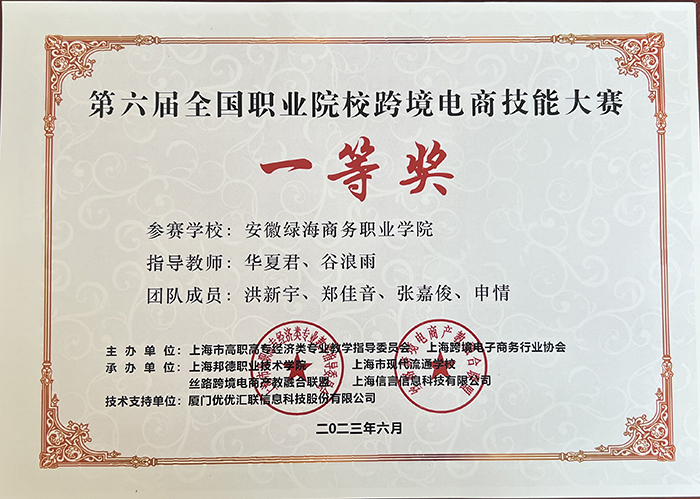 第六届全国职业院校跨境电商技能大赛
一等奖
参赛学校：安徽绿海商务职业学院
指导教师：华夏君、谷浪雨
团队成员：洪新宇、郑佳音、张嘉俊、申情
主办单位：上海市高职高专经济类专业教学指导委员会 上海跨境电子商务行业协会
承办单位：上海邦德职业技术学院 上海市现代流通学校
丝路跨境电商产教融合联盟 上海信言信息科技有限公司
技术支持单位：厦门优优汇联信息科技股份有限公司
二〇二三年六月